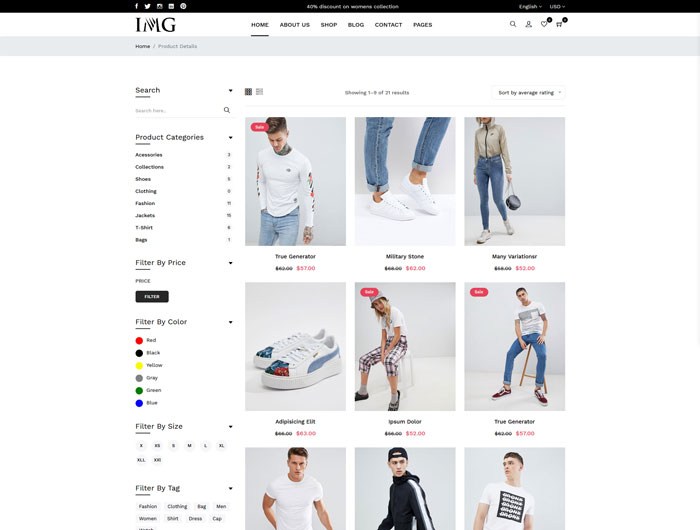 40% discount on womens collection
English
USD
IMG
HOME
ABOUT US
SHOP
BLOG
CONTACT
PAGES
0
0
Home / Product Details
Search
Search here..
Product Categories
Acessories 3
Collections 2
Shoes 5
Clothing 0
Fashion 11
Jackets 15
T-Shirt 6
Bags 1
Filter By Price
PRICE
FILTER
Filter By Color
Red
Black
Yellow
Gray
Green
Blue
Filter By Size
X XS S M L XL
XLL XXl
Filter By Tag
Fashion Clothing Bag Men
Women Shirt Dress Cap
Showing 1-9 of 21 results
Sort by average rating
Sale
True Generator
$62.00 $57.00
Military Stone
$66.00 $62.00
Many Variationsr
$58.00 $52.00
Adipisicing Elit
$66.00 $63.00
Sale
Ipsum Dolor
$56.00 $52.00
Sale
True Generator
$62.00 $57.00